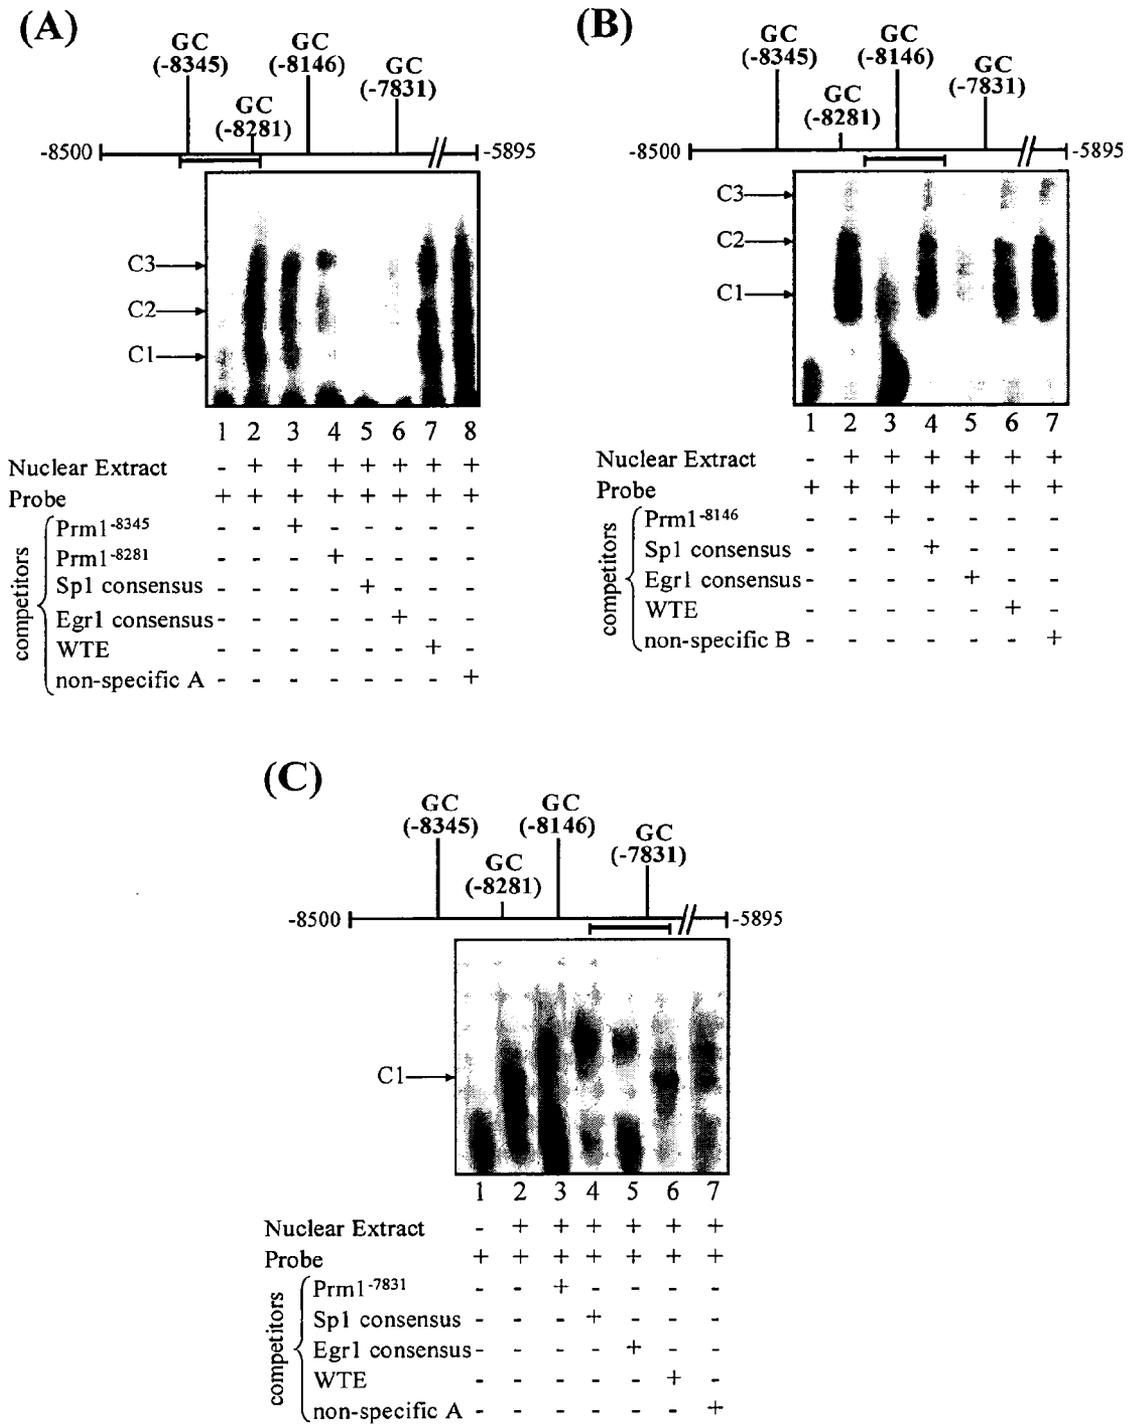 (A)
GC
(-8345)
GC
(-8146)
GC
(-7831)
GC
(-8281)
-8500
-5895
C3
C2
C1
1 2 3 4 5 6 7 8
Nuclear Extract - + + + + + + +
Probe + + + + + + + +
competitors
Prm1-8345 - - + - - - - -
Prm1-8281 - - - + - - - -
Sp1 consensus - - - - + - - -
Egr1 consensus - - - - - + - -
WTE - - - - - - + -
non-specific A - - - - - - - +
(B)
GC
(-8345)
GC
(-8146)
GC
(-7831)
GC
(-8281)
-8500
-5895
C3
C2
C1
1 2 3 4 5 6 7
Nuclear Extract - + + + + + +
Probe + + + + + + +
competitors
Prm1-8146 - - + - - - -
Sp1 consensus - - - + - - -
Egr1 consensus - - - - + - -
WTE - - - - - + -
non-specific B - - - - - - +
(C)
GC
(-8345)
GC
(-8146)
GC
(-7831)
GC
(-8281)
-8500
-5895
C1
1 2 3 4 5 6 7
Nuclear Extract - + + + + + +
Probe + + + + + + +
competitors
Prm1-7831 - - + - - - -
Sp1 consensus - - - + - - -
Egr1 consensus - - - - + - -
WTE - - - - - + -
non-specific A - - - - - - +